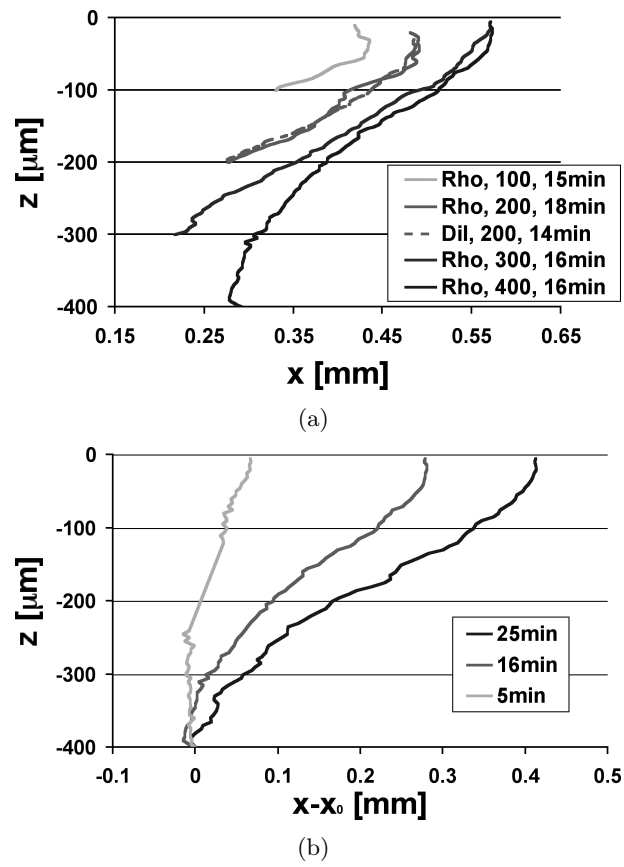 0
-100
-200
-300
-400
z [μm]
Rho, 100, 15min
Rho, 200, 18min
DiI, 200, 14min
Rho, 300, 16min
Rho, 400, 16min
0.15 0.25 0.35 0.45 0.55 0.65
x [mm]
(a)
0
-100
-200
-300
-400
z [μm]
25min
16min
5min
-0.1 0 0.1 0.2 0.3 0.4 0.5
x-x₀ [mm]
(b)